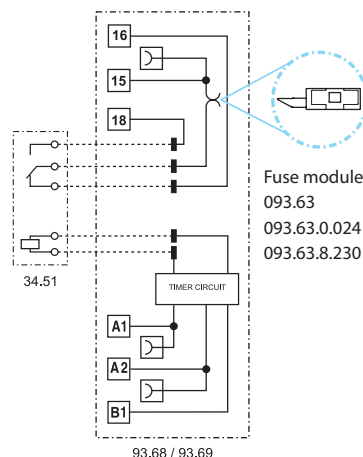 16
15
18
Fuse module
093.63
093.63.0.024
093.63.8.230
34.51
TIMER CIRCUIT
A1
A2
B1
93.68 / 93.69